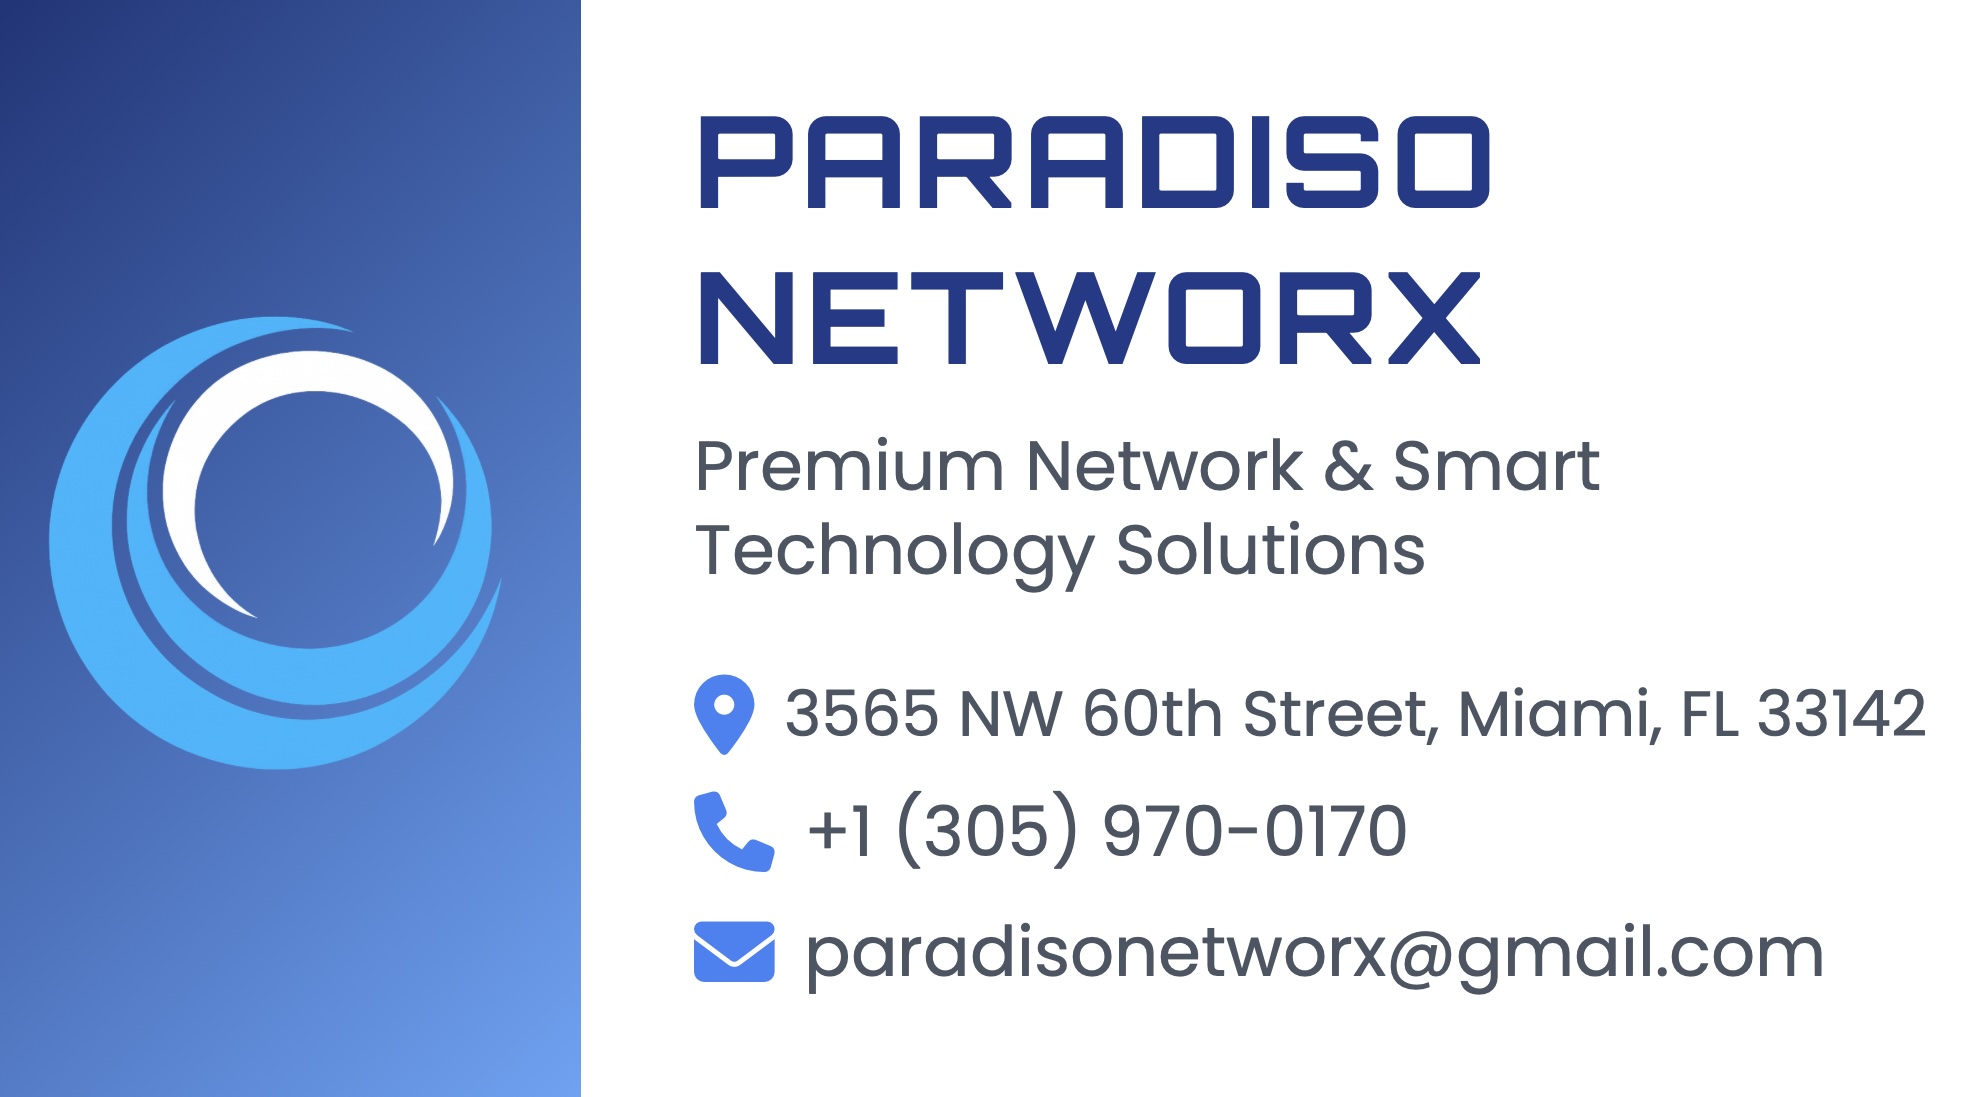 PARADISO
NETWORX
Premium Network & Smart
Technology Solutions
3565 NW 60th Street, Miami, FL 33142
+1 (305) 970-0170
paradisonetworx@gmail.com